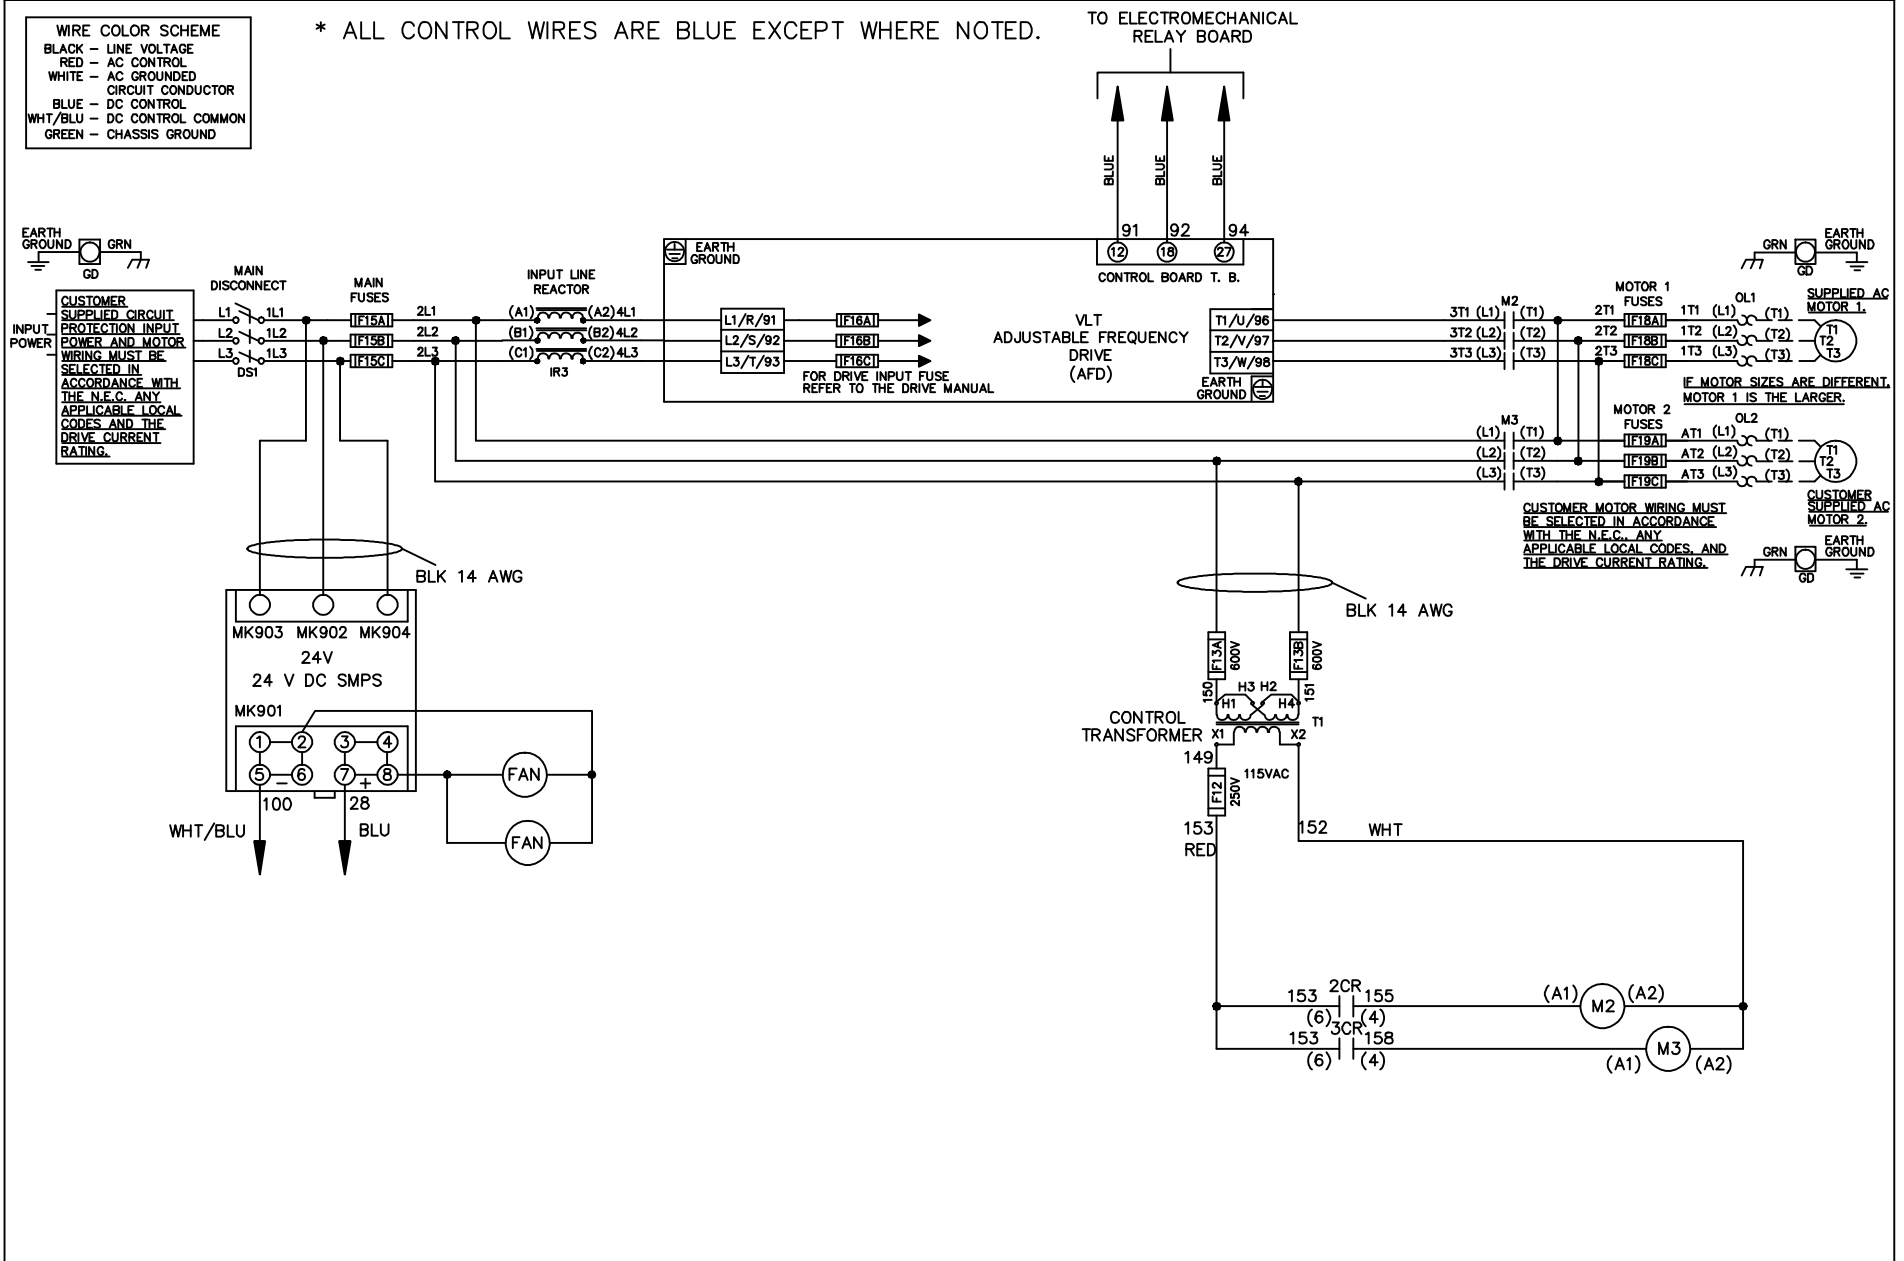 WIRE COLOR SCHEME
BLACK – LINE VOLTAGE
RED – AC CONTROL
WHITE – AC GROUNDED
CIRCUIT CONDUCTOR
BLUE – DC CONTROL
WHT/BLU – DC CONTROL COMMON
GREEN – CHASSIS GROUND
* ALL CONTROL WIRES ARE BLUE EXCEPT WHERE NOTED.
TO ELECTROMECHANICAL
RELAY BOARD
BLUE
BLUE
BLUE
91 92 94
12 18 27
CONTROL BOARD T. B.
EARTH
GROUND
GRN
GD
INPUT
POWER
CUSTOMER
SUPPLIED CIRCUIT
PROTECTION INPUT
POWER AND MOTOR
WIRING MUST BE
SELECTED IN
ACCORDANCE WITH
THE N.E.C. ANY
APPLICABLE LOCAL
CODES AND THE
DRIVE CURRENT
RATING.
MAIN
DISCONNECT
L1 1L1
L2 1L2
L3 1L3
DS1
MAIN
FUSES
F15A
F15B
F15C
2L1
2L2
2L3
INPUT LINE
REACTOR
(A1) (A2) 4L1
(B1) (B2) 4L2
(C1) (C2) 4L3
IR3
EARTH
GROUND
L1/R/91
L2/S/92
L3/T/93
F16A
F16B
F16C
FOR DRIVE INPUT FUSE
REFER TO THE DRIVE MANUAL
VLT
ADJUSTABLE FREQUENCY
DRIVE
(AFD)
T1/U/96
T2/V/97
T3/W/98
EARTH
GROUND
M2
3T1 (L1) (T1)
3T2 (L2) (T2)
3T3 (L3) (T3)
MOTOR 1
FUSES
2T1 F18A 1T1 (L1)
2T2 F18B 1T2 (L2)
2T3 F18C 1T3 (L3)
OL1
(T1)
(T2)
(T3)
GRN
GD
EARTH
GROUND
SUPPLIED AC
MOTOR 1.
T1
T2
T3
IF MOTOR SIZES ARE DIFFERENT,
MOTOR 1 IS THE LARGER.
M3
(L1) (T1)
(L2) (T2)
(L3) (T3)
MOTOR 2
FUSES
F19A AT1 (L1)
F19B AT2 (L2)
F19C AT3 (L3)
OL2
(T1)
(T2)
(T3)
T1
T2
T3
CUSTOMER
SUPPLIED AC
MOTOR 2.
CUSTOMER MOTOR WIRING MUST
BE SELECTED IN ACCORDANCE
WITH THE N.E.C., ANY
APPLICABLE LOCAL CODES, AND
THE DRIVE CURRENT RATING.
GRN
GD
EARTH
GROUND
BLK 14 AWG
MK903 MK902 MK904
24V
24 V DC SMPS
MK901
1 2 3 4
5 – 6 7 + 8
100
28
WHT/BLU
BLU
FAN
FAN
BLK 14 AWG
F13A
600V
F13B
600V
150
151
H3 H2
H1 H4
T1
CONTROL
TRANSFORMER
X1 X2
149
115VAC
F12
250V
153
RED
152
WHT
2CR
153 155
(6) (4)
3CR
153 158
(6) (4)
(A1) M2 (A2)
M3
(A1) (A2)